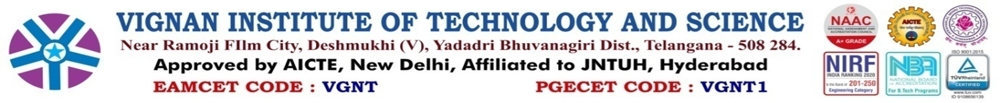 VIGNAN INSTITUTE OF TECHNOLOGY AND SCIENCE
Near Ramoji FIlm City, Deshmukhi (V), Yadadri Bhuvanagiri Dist., Telangana - 508 284.
Approved by AICTE, New Delhi, Affiliated to JNTUH, Hyderabad
EAMCET CODE : VGNT PGECET CODE : VGNT1
NAAC
NATIONAL ASSESSMENT AND
ACCREDITATION COUNCIL
A+ GRADE
AICTE
NIRF
INDIA RANKING 2020
In the Band of 201-250
Engineering Category
NBA
NATIONAL BOARD
of ACCREDITATION
For B.Tech Programs
ISO 9001:2015
TÜVRheinland®
CERTIFIED
www.tuv.com
ID 9108656139